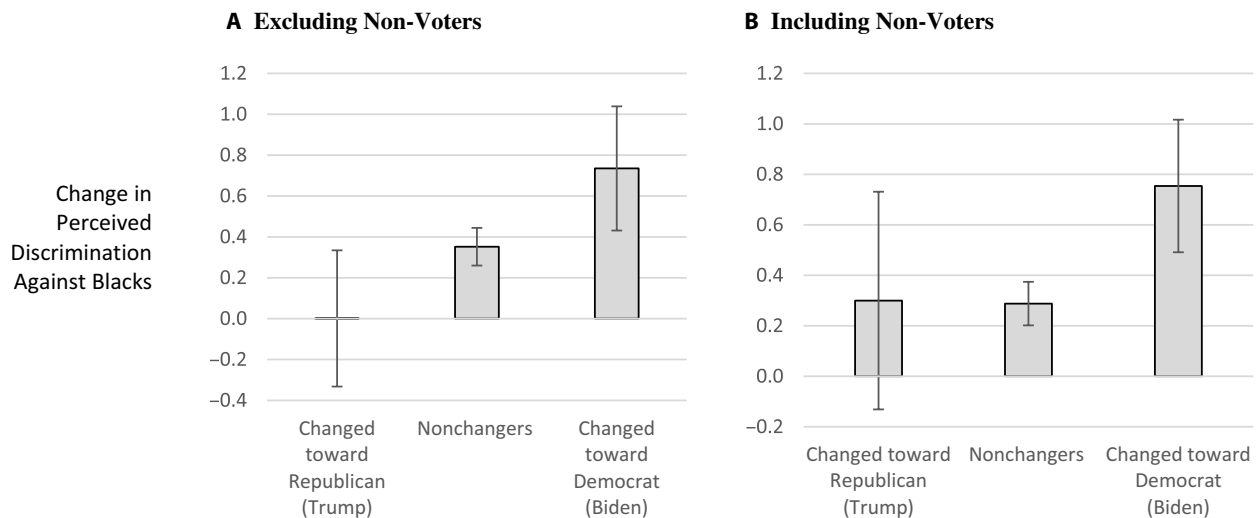 A Excluding Non-Voters
1.2
1.0
0.8
0.6
0.4
0.2
0.0
–0.2
–0.4
Change in
Perceived
Discrimination
Against Blacks
Changed
toward
Republican
(Trump)
Nonchangers
Changed
toward
Democrat
(Biden)
B Including Non-Voters
1.2
1.0
0.8
0.6
0.4
0.2
0.0
–0.2
Changed toward
Republican
(Trump)
Nonchangers
Changed toward
Democrat
(Biden)